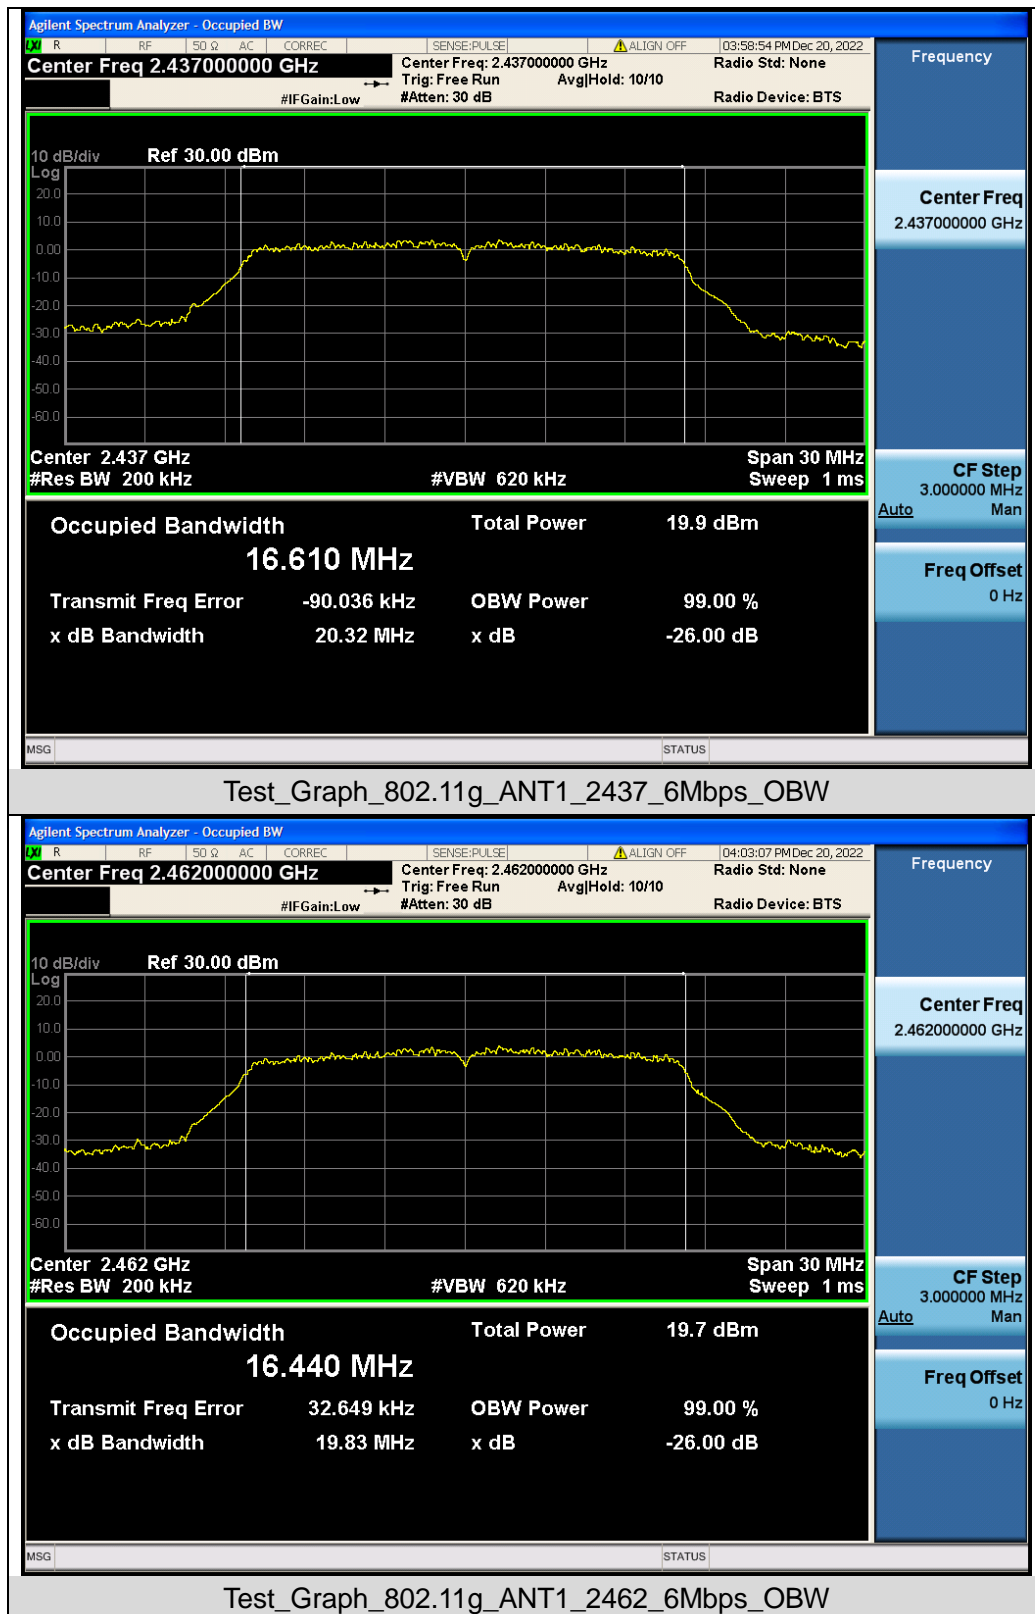 Agilent Spectrum Analyzer - Occupied BW
LXI R RF 50 Ω AC CORREC SENSE:PULSE ALIGN OFF 03:58:54 PM Dec 20, 2022
Center Freq 2.437000000 GHz Center Freq: 2.437000000 GHz Radio Std: None
Trig: Free Run Avg|Hold: 10/10
#IFGain:Low #Atten: 30 dB Radio Device: BTS
Frequency
10 dB/div Ref 30.00 dBm
Log
20.0
10.0
0.00
-10.0
-20.0
-30.0
-40.0
-50.0
-60.0
Center 2.437 GHz Span 30 MHz
#Res BW 200 kHz #VBW 620 kHz Sweep 1 ms
Center Freq
2.437000000 GHz
CF Step
3.000000 MHz
Auto Man
Freq Offset
0 Hz
Occupied Bandwidth Total Power 19.9 dBm
16.610 MHz
Transmit Freq Error -90.036 kHz OBW Power 99.00 %
x dB Bandwidth 20.32 MHz x dB -26.00 dB
MSG STATUS
Test_Graph_802.11g_ANT1_2437_6Mbps_OBW
Agilent Spectrum Analyzer - Occupied BW
LXI R RF 50 Ω AC CORREC SENSE:PULSE ALIGN OFF 04:03:07 PM Dec 20, 2022
Center Freq 2.462000000 GHz Center Freq: 2.462000000 GHz Radio Std: None
Trig: Free Run Avg|Hold: 10/10
#IFGain:Low #Atten: 30 dB Radio Device: BTS
Frequency
10 dB/div Ref 30.00 dBm
Log
20.0
10.0
0.00
-10.0
-20.0
-30.0
-40.0
-50.0
-60.0
Center 2.462 GHz Span 30 MHz
#Res BW 200 kHz #VBW 620 kHz Sweep 1 ms
Center Freq
2.462000000 GHz
CF Step
3.000000 MHz
Auto Man
Freq Offset
0 Hz
Occupied Bandwidth Total Power 19.7 dBm
16.440 MHz
Transmit Freq Error 32.649 kHz OBW Power 99.00 %
x dB Bandwidth 19.83 MHz x dB -26.00 dB
MSG STATUS
Test_Graph_802.11g_ANT1_2462_6Mbps_OBW